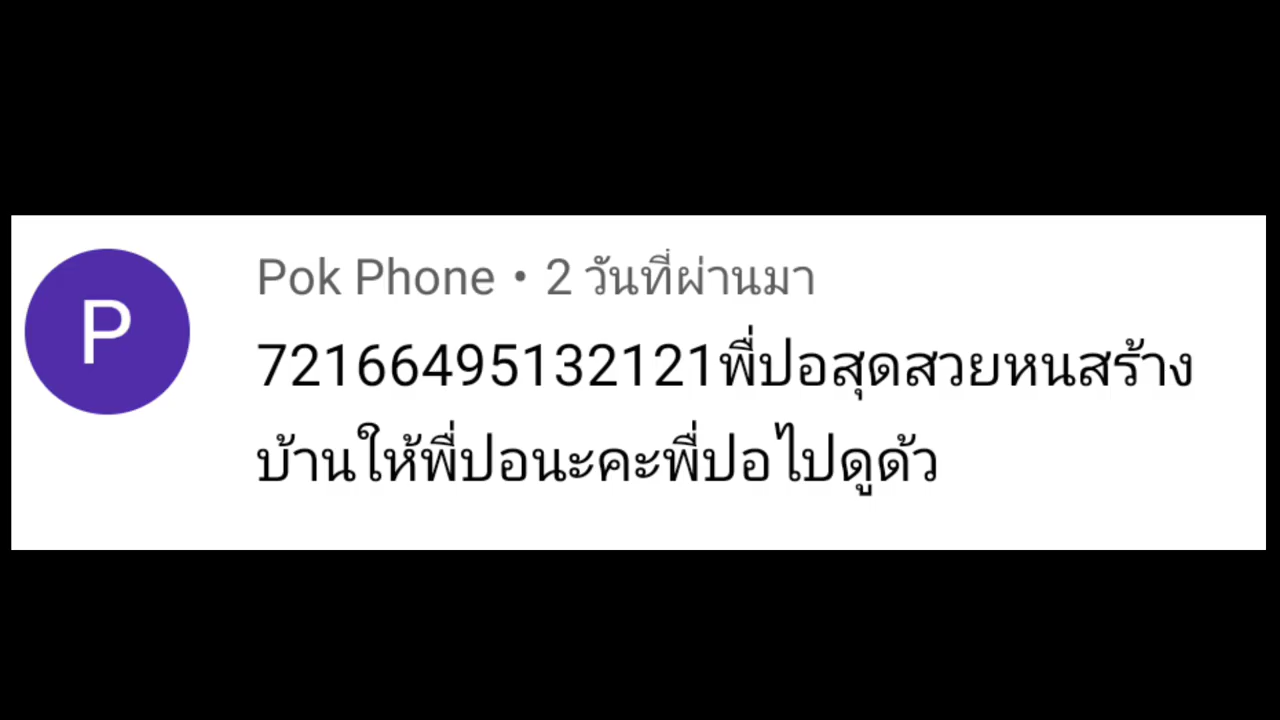 P
Pok Phone • 2 วันที่ผ่านมา
72166495132121พี่ปอสุดสวยหนสร้าง
บ้านให้พี่ปอนะคะพี่ปอไปดูด้ว